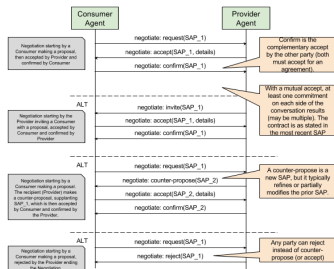 Consumer
Agent
Provider
Agent
Negotiation starting by a
Consumer making a proposal,
then accepted by Provider and
confirmed by Consumer
negotiate: request(SAP_1)
negotiate: accept(SAP_1, details)
negotiate: confirm(SAP_1)
Confirm is the
complementary accept
by the other party (both
must accept for an
agreement).
With a mutual accept, at
least one commitment
on each side of the
conversation results
(may be multiple). The
contract is as stated in
the most recent SAP
ALT
Negotiation starting by the
Provider inviting a Consumer
with a proposal, accepted by
Consumer and confirmed by
Provider
negotiate: invite(SAP_1)
negotiate: accept(SAP_1, details)
negotiate: confirm(SAP_1)
ALT
Negotiation starting by a
Consumer making a proposal.
The recipient (Provider) makes
a counter-proposal, supplanting
SAP_1, which is then accepted
by Consumer and confirmed by
the Provider.
negotiate: request(SAP_1)
negotiate: counter-propose(SAP_2)
negotiate: accept(SAP_2, details)
negotiate: confirm(SAP_2)
A counter-propose is a
new SAP, but it typically
refines or partially
modifies the prior SAP.
ALT
Negotiation starting by a
Consumer making a proposal,
rejected by the Provider ending
the Negotiation.
negotiate: request(SAP_1)
negotiate: reject(SAP_1)
Any party can reject
instead of counter-
propose (or accept)